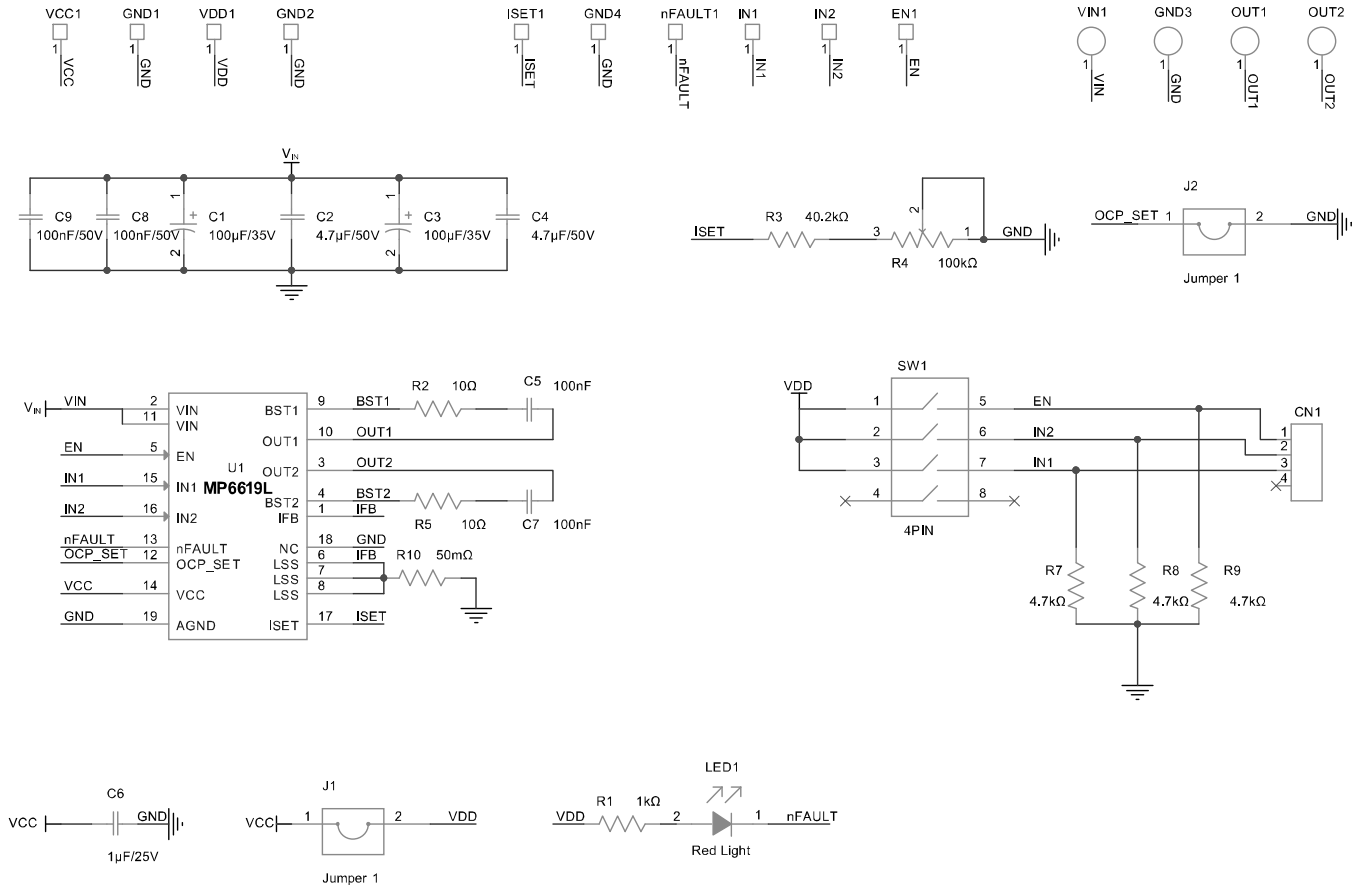 VCC1 GND1 VDD1 GND2 ISET1 GND4 nFAULT1 IN1 IN2 EN1 VIN1 GND3 OUT1 OUT2
1 1 1 1 1 1 1 1 1 1 1 1 1 1
VCC GND VDD GND ISET GND nFAULT IN1 IN2 EN VIN GND OUT1 OUT2
VIN
1 1
C9 C8 C1 C2 C3 C4
100nF/50V 100nF/50V 100µF/35V 4.7µF/50V 100µF/35V 4.7µF/50V
+ +
2 2
R3 40.2kΩ
2
ISET 3 1 GND
R4 100kΩ
J2
OCP_SET 1 2 GND
Jumper 1
R2 10Ω C5 100nF
VIN VIN 2 VIN BST1 9 BST1
11 VIN
OUT1 10 OUT1
EN 5 EN
U1 OUT2 3 OUT2
IN1 15 IN1 MP6619L
BST2 4 BST2
IN2 16 IN2 IFB 1 IFB
R5 10Ω C7 100nF
nFAULT 13 nFAULT NC 18 GND
OCP_SET 12 OCP_SET LSS 6 IFB R10 50mΩ
LSS 7
VCC 14 VCC LSS 8
GND 19 AGND ISET 17 ISET
SW1
VDD
1 5 EN
CN1
2 6 IN2 1
2
3 7 IN1 3
4
4 8
4PIN
R7 R8 R9
4.7kΩ 4.7kΩ 4.7kΩ
C6
VCC GND
1µF/25V
J1
VCC 1 2 VDD
Jumper 1
LED1
R1 1kΩ
VDD 2 1 nFAULT
Red Light